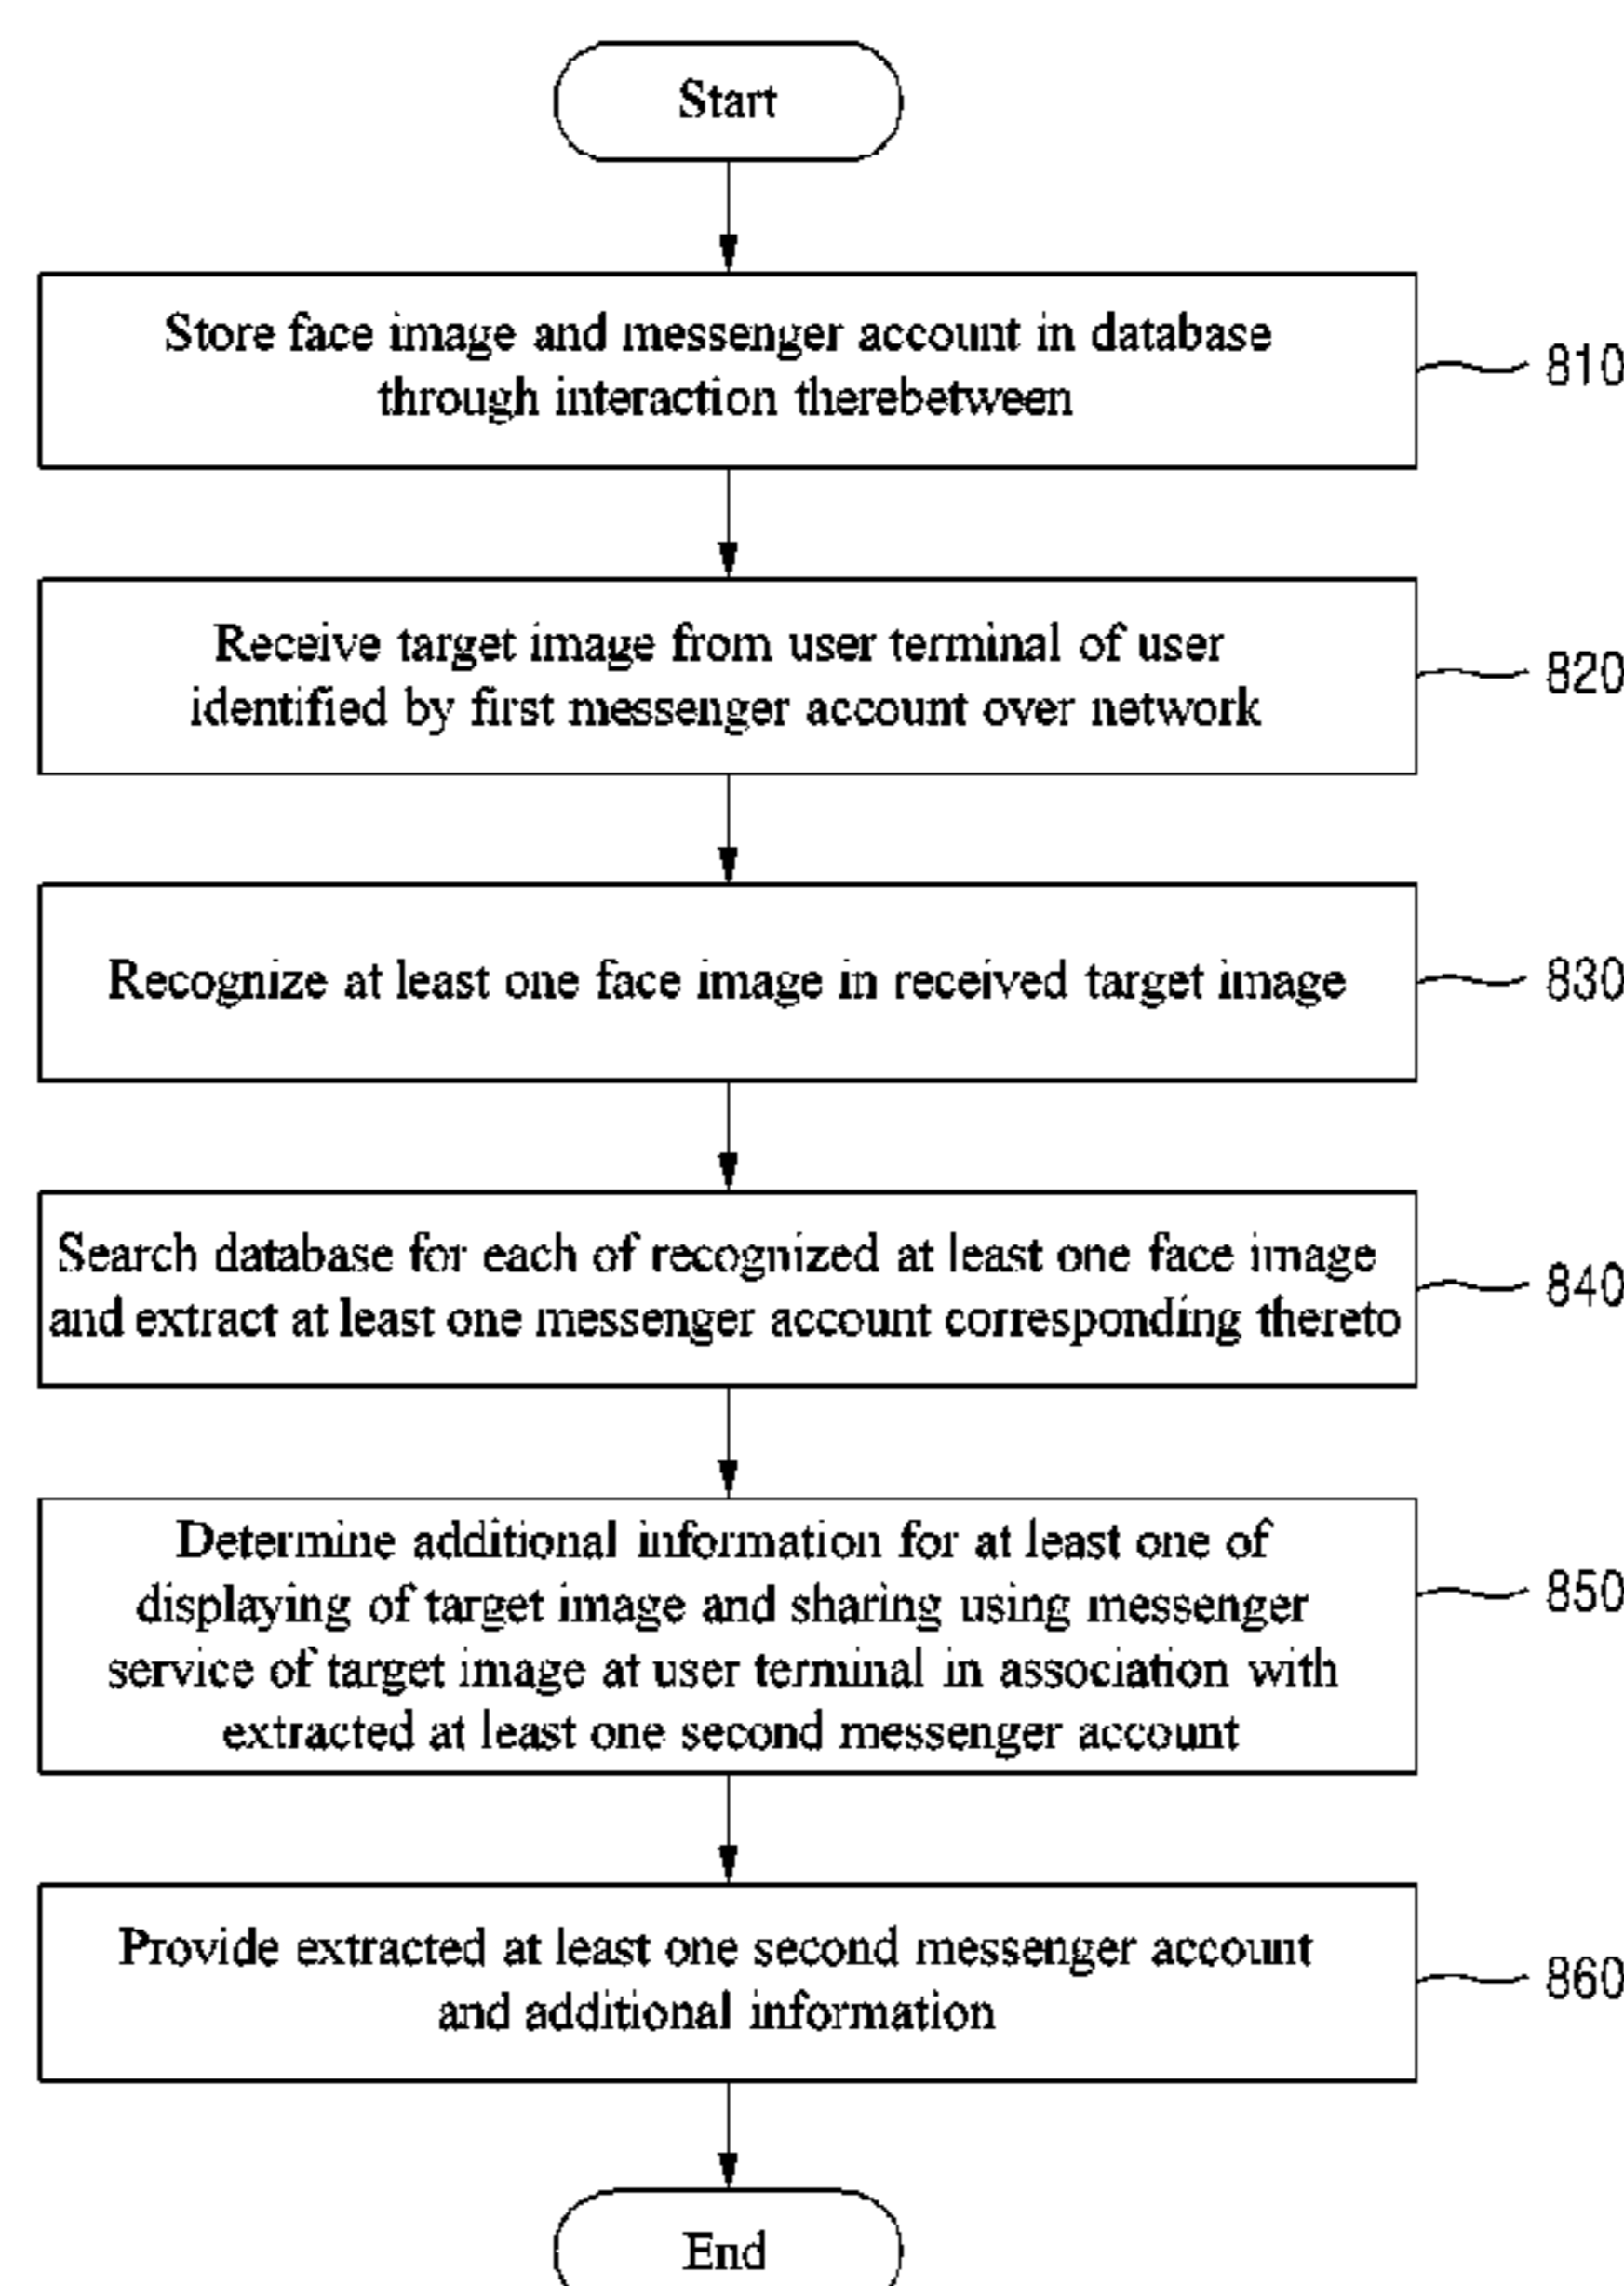 Start
Store face image and messenger account in database
through interaction therebetween
810
Receive target image from user terminal of user
identified by first messenger account over network
820
Recognize at least one face image in received target image
830
Search database for each of recognized at least one face image
and extract at least one messenger account corresponding thereto
840
Determine additional information for at least one of
displaying of target image and sharing using messenger
service of target image at user terminal in association with
extracted at least one second messenger account
850
Provide extracted at least one second messenger account
and additional information
860
End